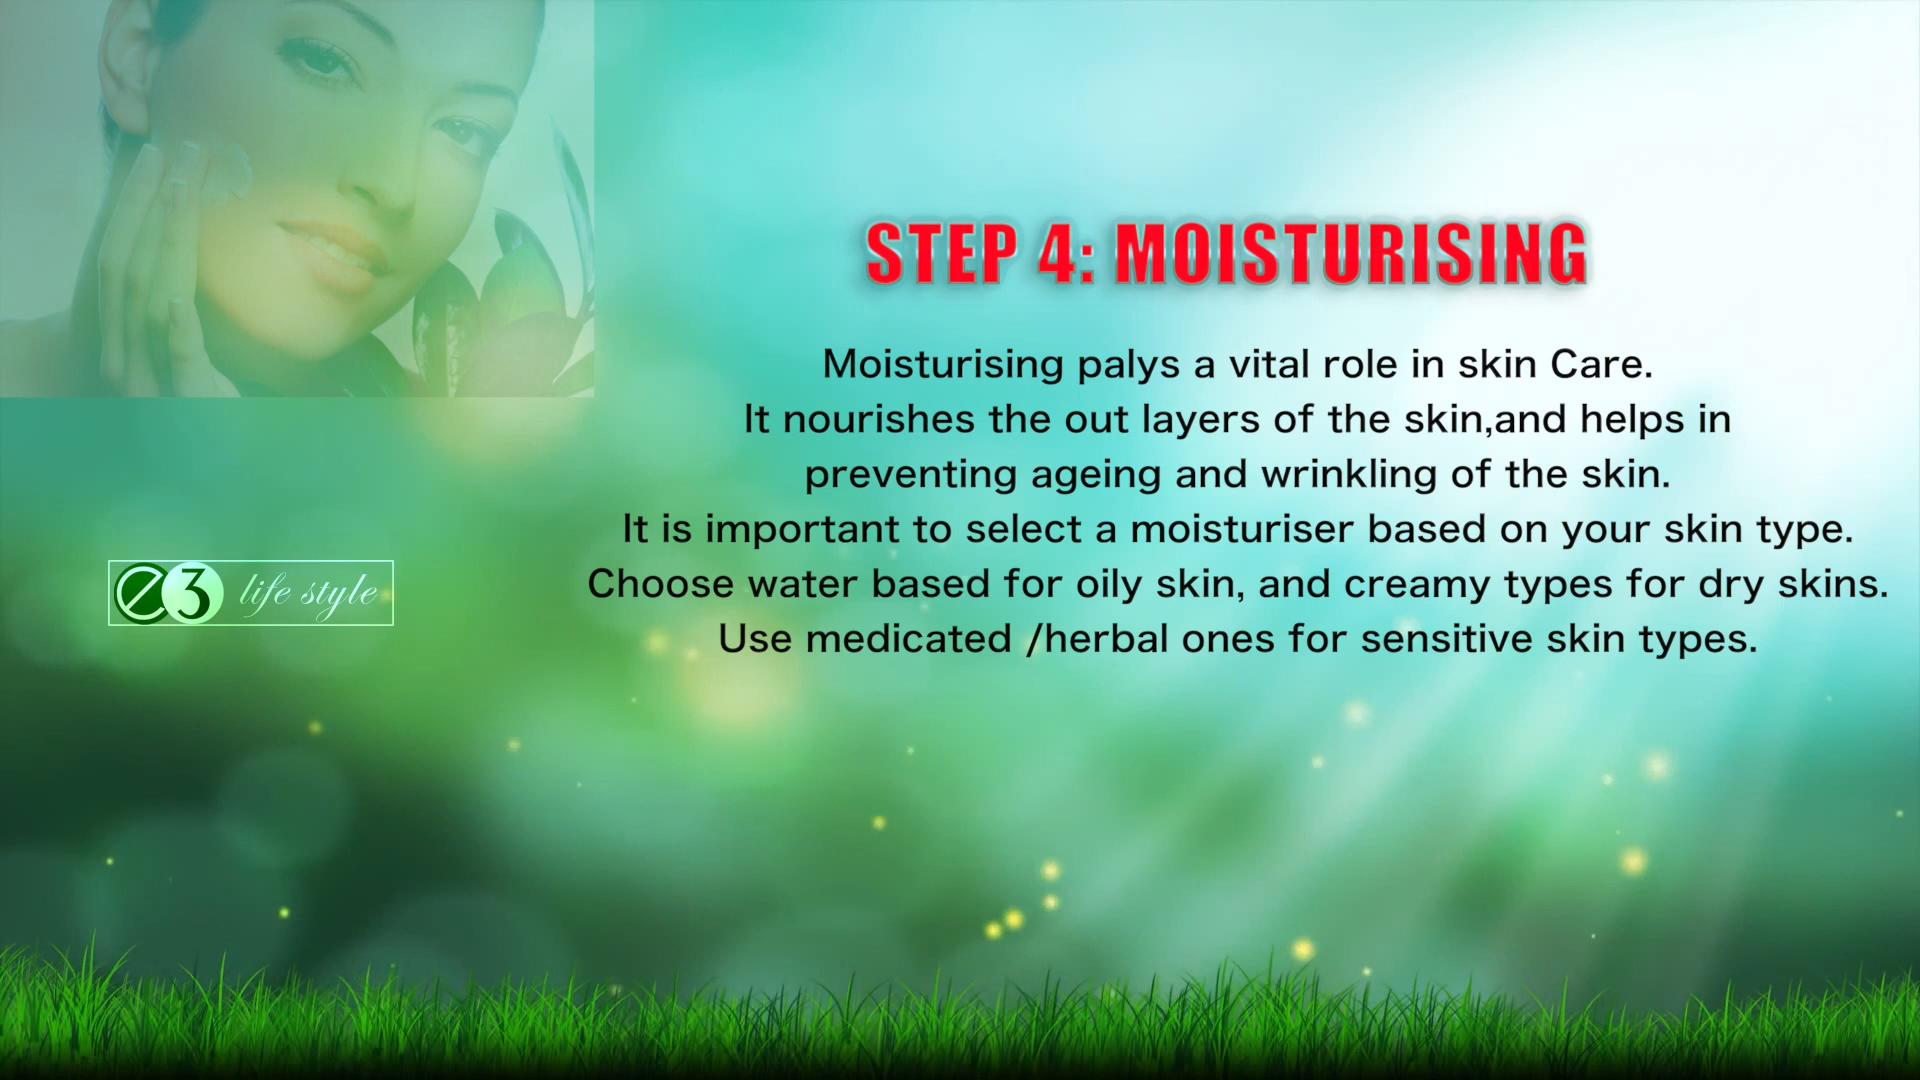 STEP 4: MOISTURISING
Moisturising palys a vital role in skin Care.
It nourishes the out layers of the skin,and helps in
preventing ageing and wrinkling of the skin.
It is important to select a moisturiser based on your skin type.
Choose water based for oily skin, and creamy types for dry skins.
Use medicated /herbal ones for sensitive skin types.
e3 life style